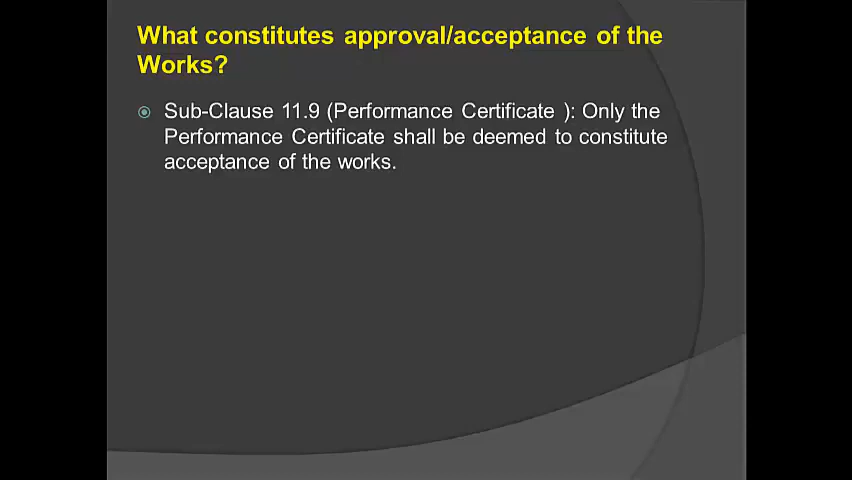 What constitutes approval/acceptance of the
Works?
Sub-Clause 11.9 (Performance Certificate ): Only the
Performance Certificate shall be deemed to constitute
acceptance of the works.